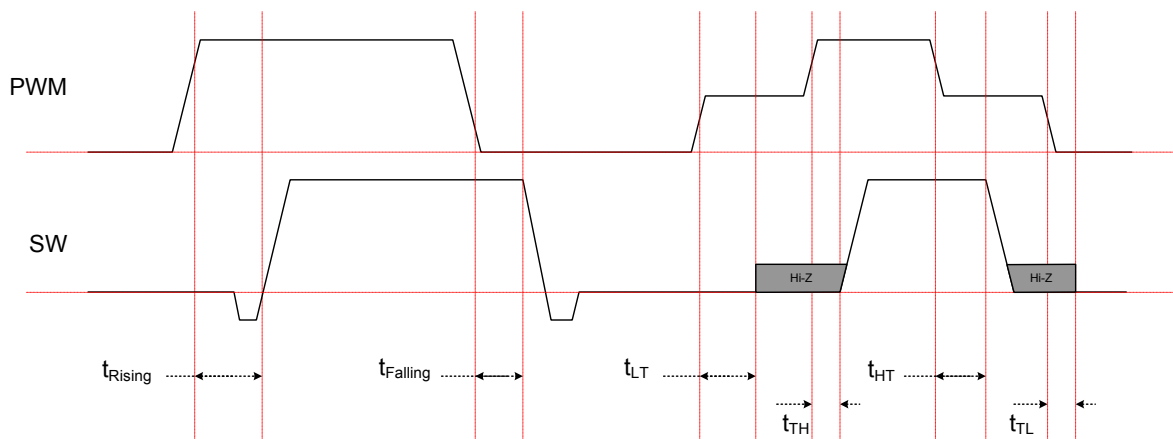 PWM
SW
Hi-Z
Hi-Z
tRising
tFalling
tLT
tHT
tTH
tTL